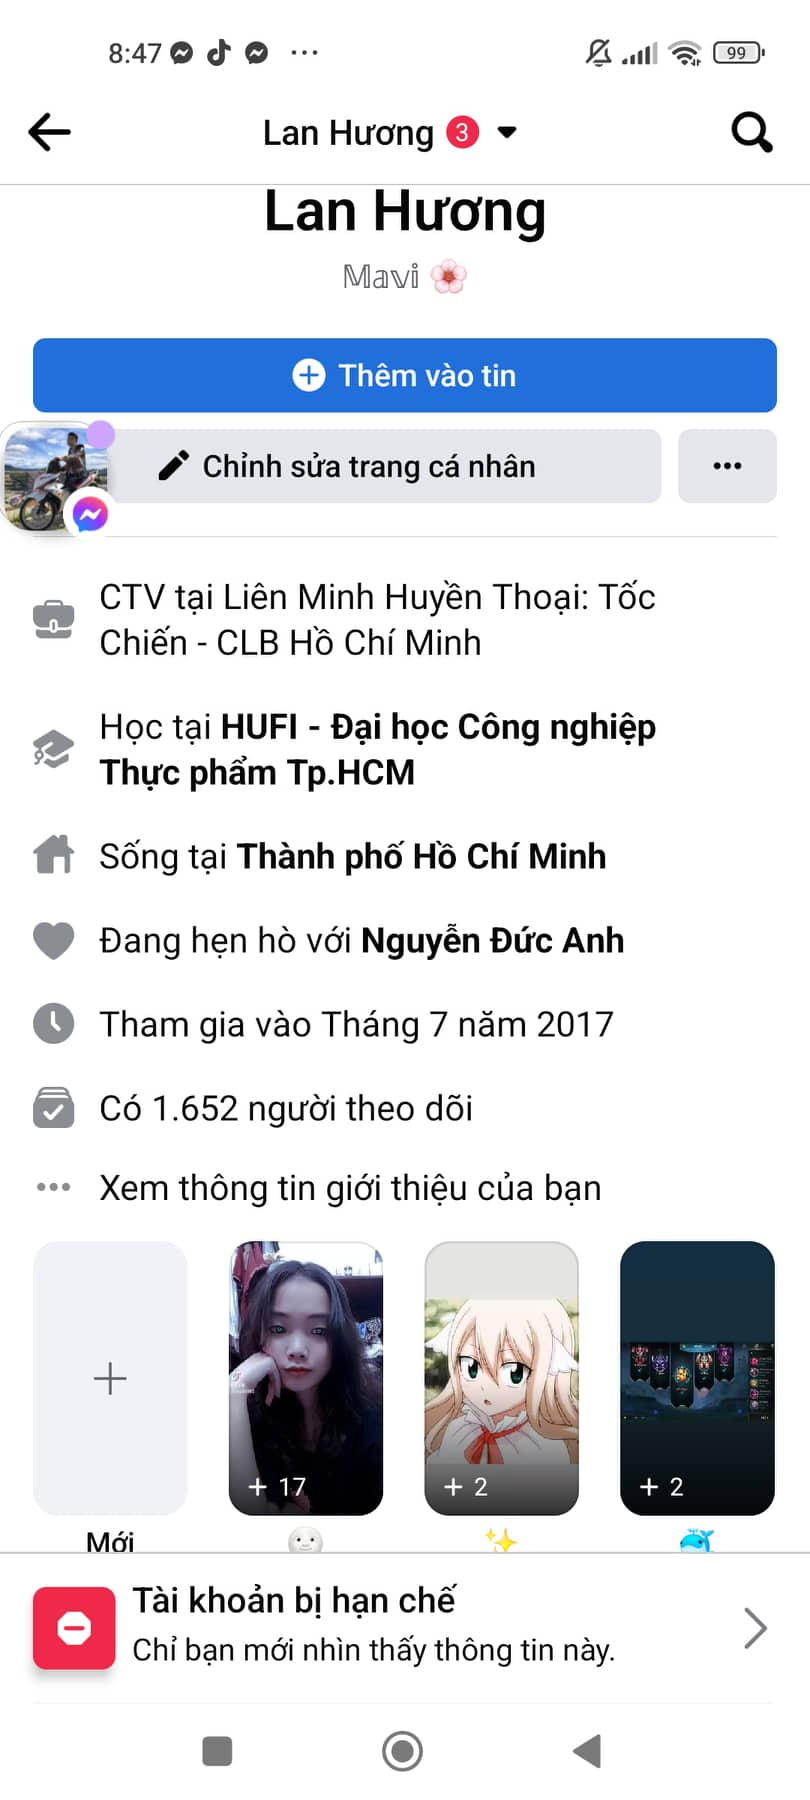 8:47
99
Lan Hương 3
Lan Hương
𝕄𝕒𝕧𝕚 🌸
Thêm vào tin
Chỉnh sửa trang cá nhân
CTV tại Liên Minh Huyền Thoại: Tốc
Chiến - CLB Hồ Chí Minh
Học tại HUFI - Đại học Công nghiệp
Thực phẩm Tp.HCM
Sống tại Thành phố Hồ Chí Minh
Đang hẹn hò với Nguyễn Đức Anh
Tham gia vào Tháng 7 năm 2017
Có 1.652 người theo dõi
Xem thông tin giới thiệu của bạn
+ 17
+ 2
+ 2
Mới
Tài khoản bị hạn chế
Chỉ bạn mới nhìn thấy thông tin này.